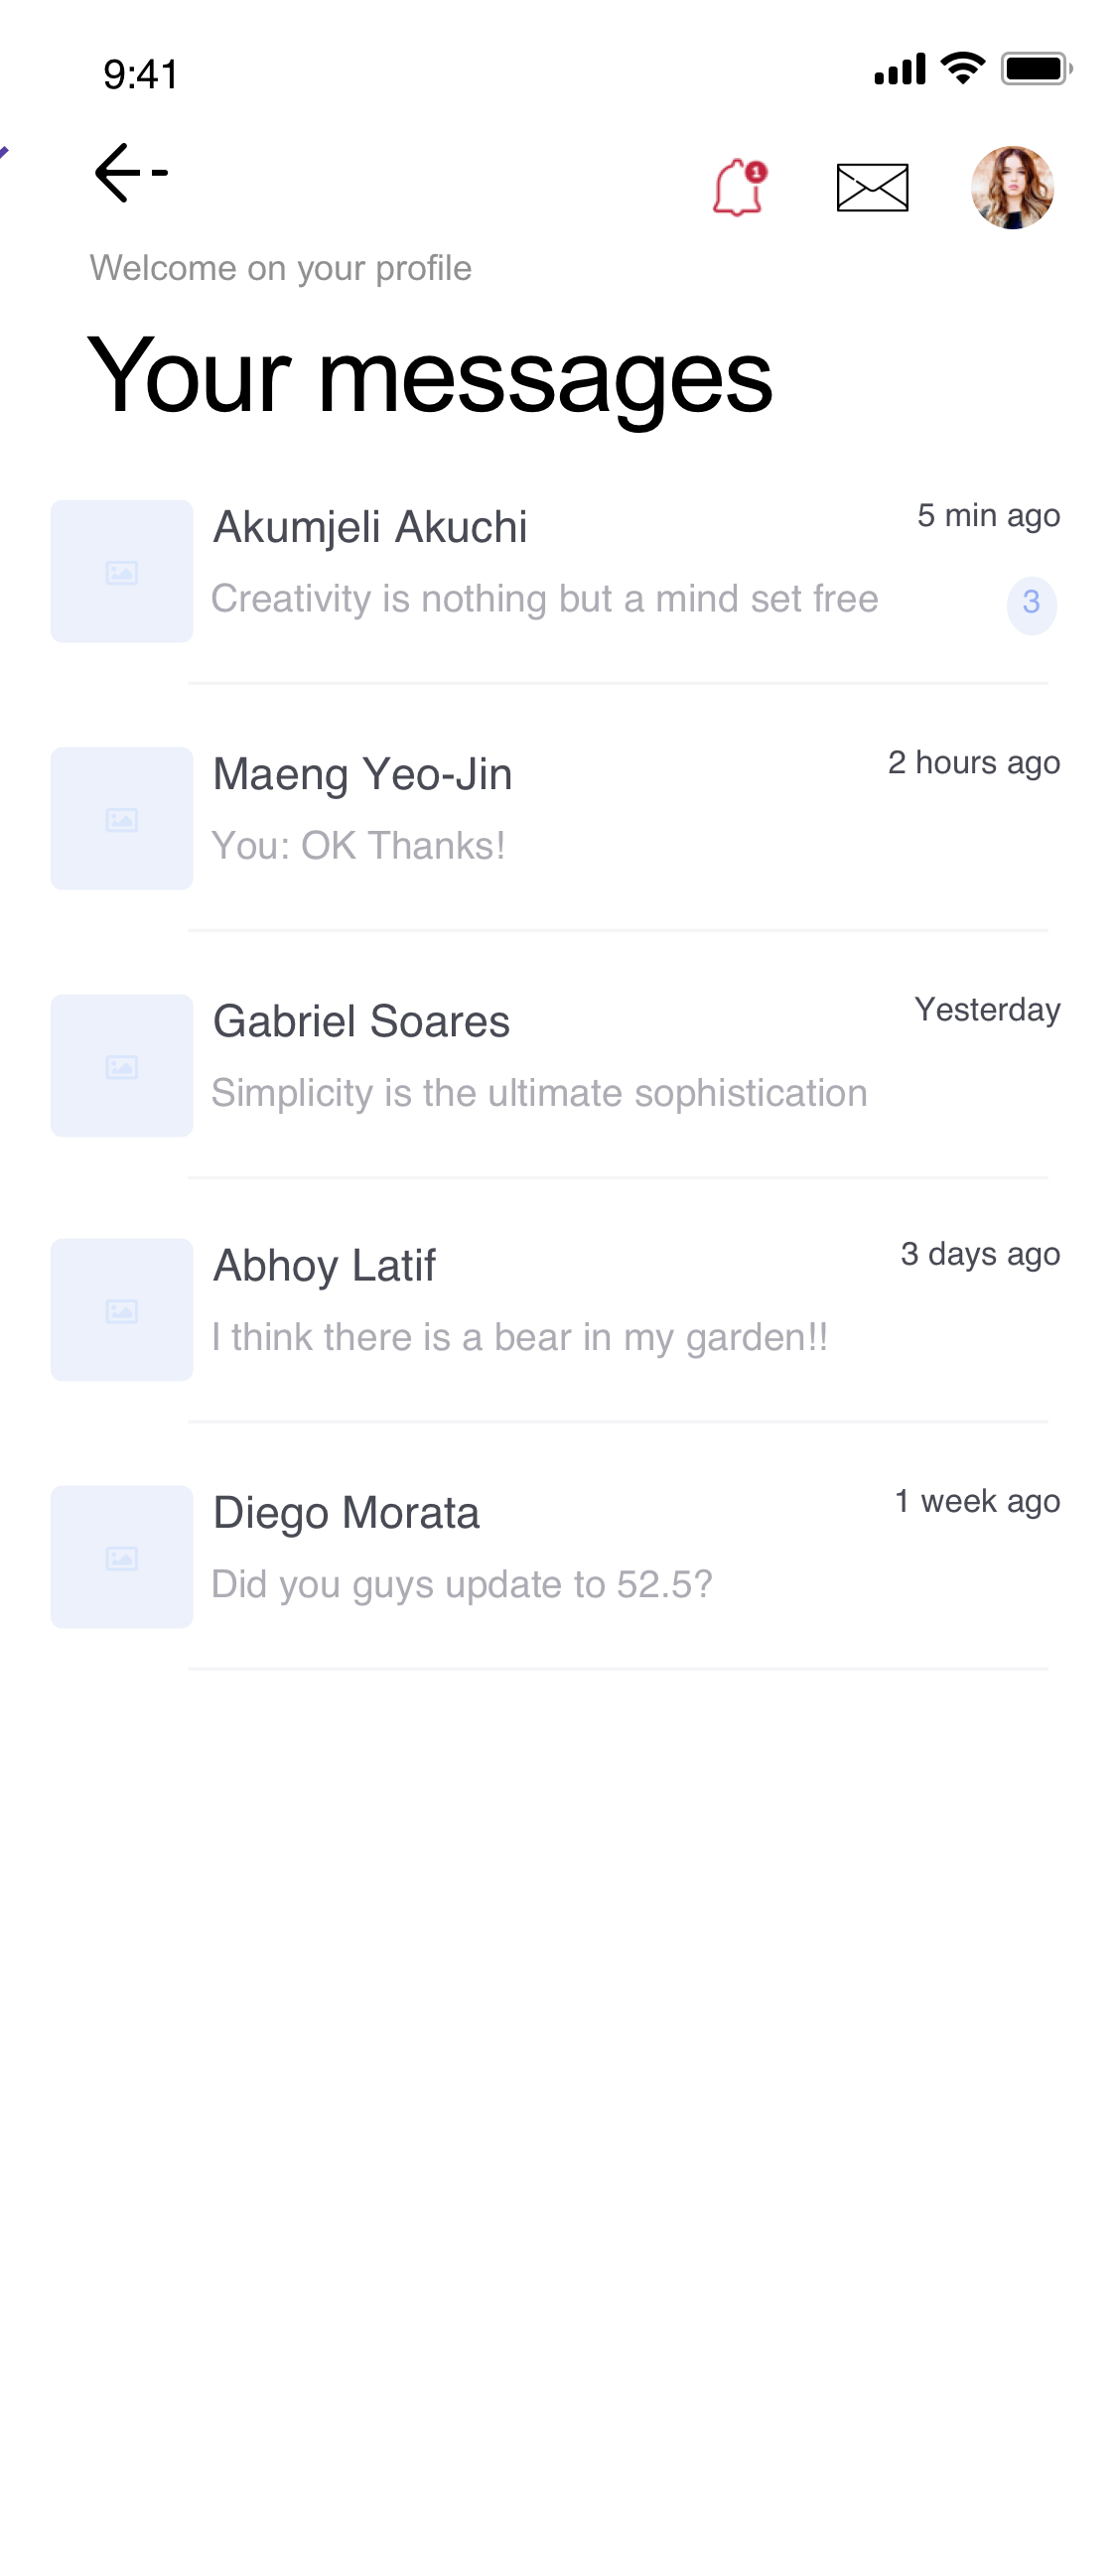 9:41
1
Welcome on your profile
Your messages
Akumjeli Akuchi
5 min ago
Creativity is nothing but a mind set free
3
Maeng Yeo-Jin
2 hours ago
You: OK Thanks!
Gabriel Soares
Yesterday
Simplicity is the ultimate sophistication
Abhoy Latif
3 days ago
I think there is a bear in my garden!!
Diego Morata
1 week ago
Did you guys update to 52.5?